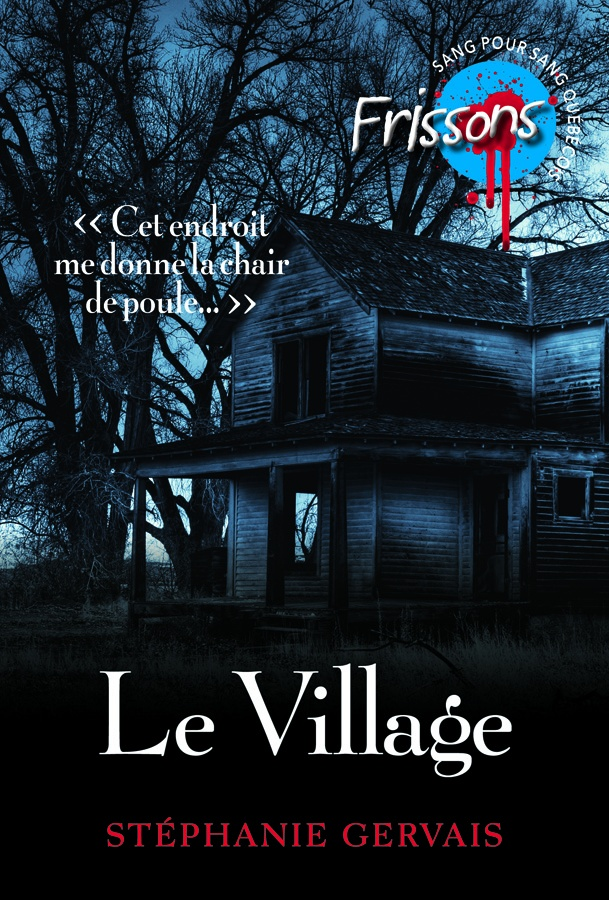 SANG POUR SANG QUÉBÉCOIS
Frissons
« Cet endroit
me donne la chair
de poule... »
Le Village
STÉPHANIE GERVAIS